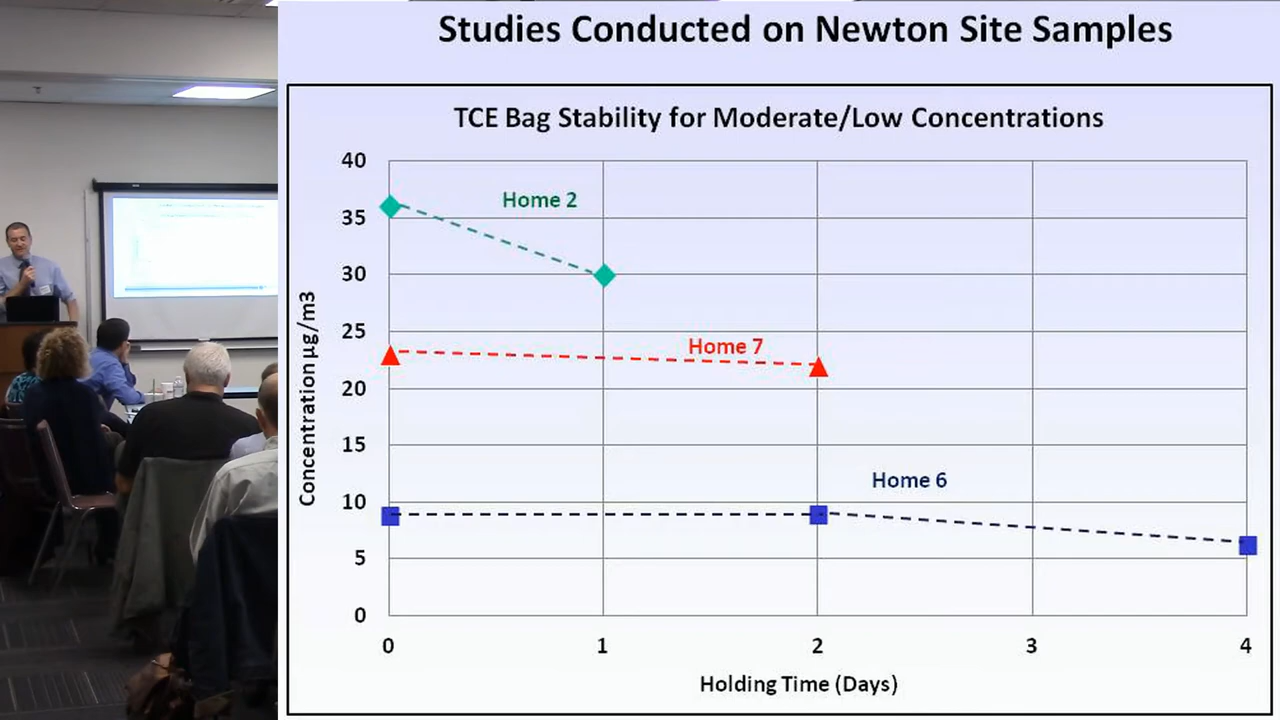 Studies Conducted on Newton Site Samples
TCE Bag Stability for Moderate/Low Concentrations
40
35
30
25
20
15
10
5
0
Concentration µg/m3
Home 2
Home 7
Home 6
0 1 2 3 4
Holding Time (Days)